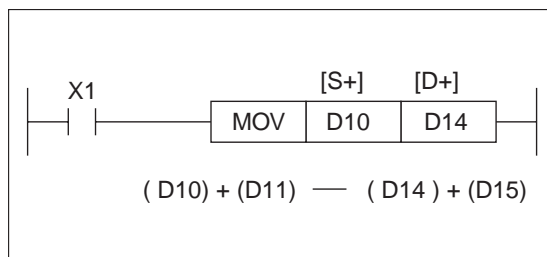 [S+] [D+]
X1
MOV D10 D14
( D10) + (D11) — ( D14 ) + (D15)